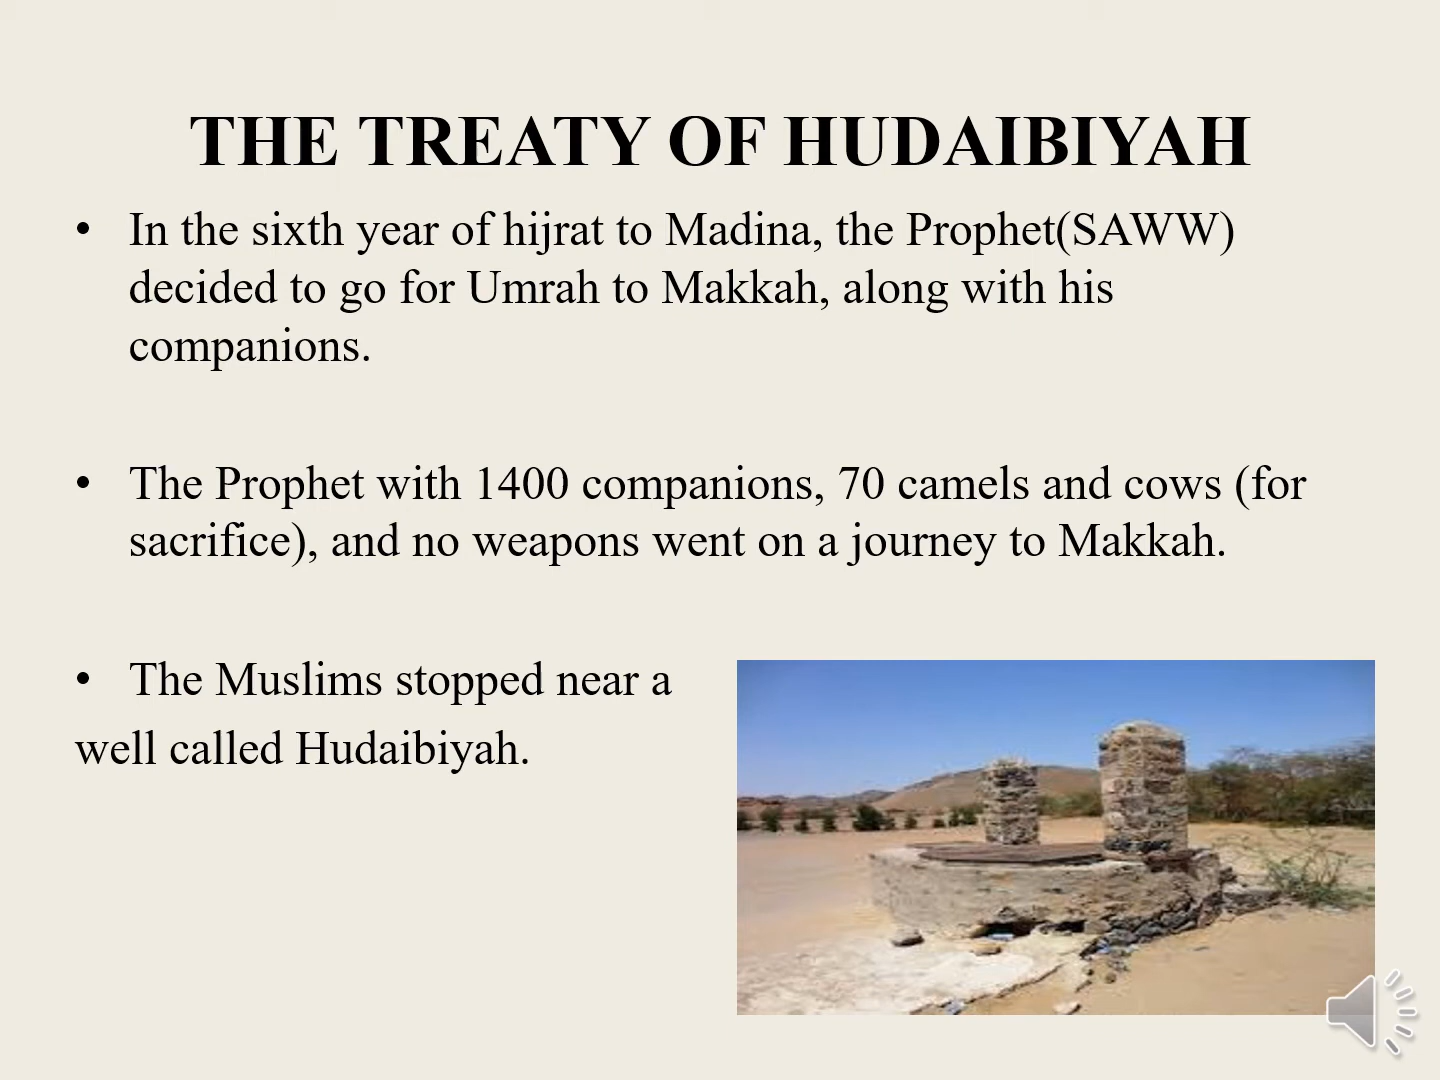 THE TREATY OF HUDAIBIYAH
• In the sixth year of hijrat to Madina, the Prophet(SAWW)
decided to go for Umrah to Makkah, along with his
companions.
• The Prophet with 1400 companions, 70 camels and cows (for
sacrifice), and no weapons went on a journey to Makkah.
• The Muslims stopped near a
well called Hudaibiyah.